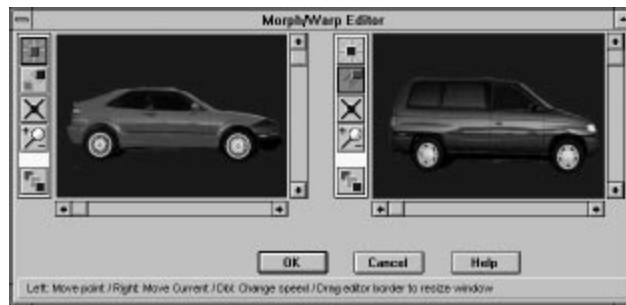 Morph/Warp Editor
OK
Cancel
Help
Left: Move point / Right: Move Current / Dbl: Change speed / Drag editor border to resize window